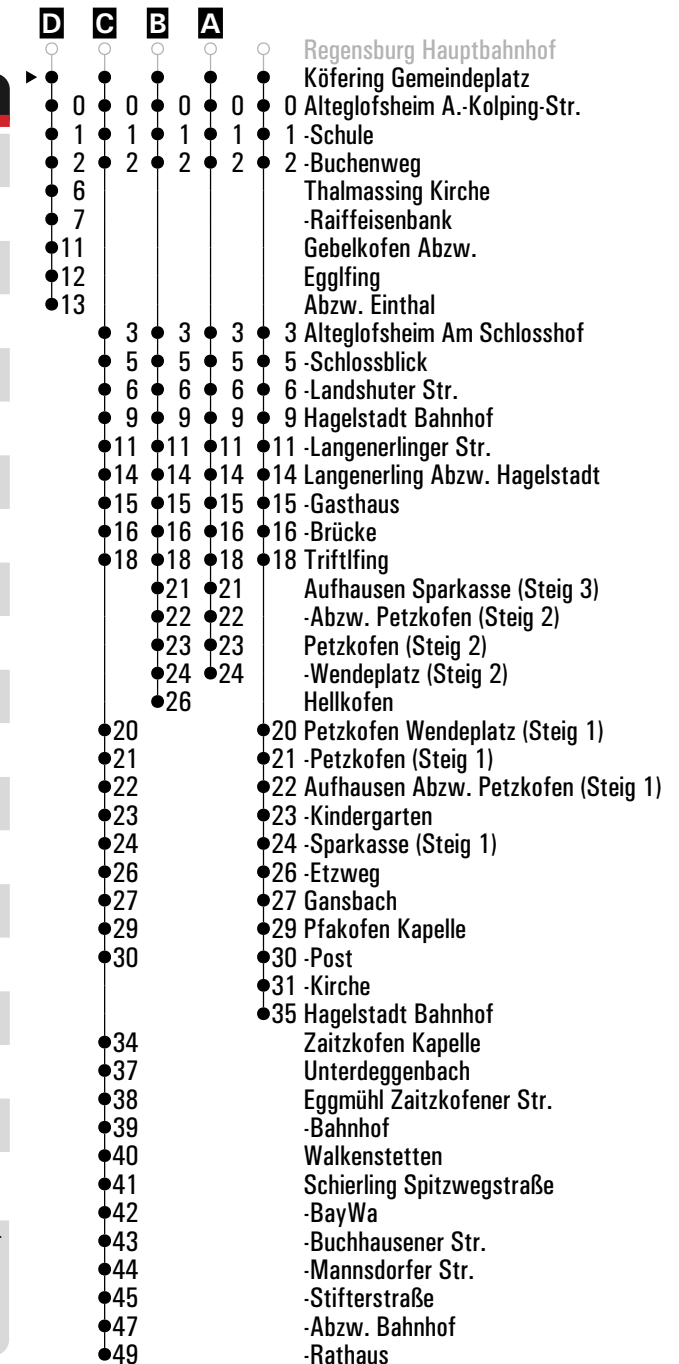 D C B A
Regensburg Hauptbahnhof
Köfering Gemeindeplatz
0 0 0 0 0 Alteglofsheim A.-Kolping-Str.
1 1 1 1 1 -Schule
2 2 2 2 2 -Buchenweg
6 Thalmassing Kirche
7 -Raiffeisenbank
11 Gebelkofen Abzw.
12 Egglfing
13 Abzw. Einthal
3 3 3 3 Alteglofsheim Am Schlosshof
5 5 5 5 -Schlossblick
6 6 6 6 -Landshuter Str.
9 9 9 9 Hagelstadt Bahnhof
11 11 11 11 -Langenerlinger Str.
14 14 14 14 Langenerling Abzw. Hagelstadt
15 15 15 15 -Gasthaus
16 16 16 16 -Brücke
18 18 18 18 Triftlfing
21 21 Aufhausen Sparkasse (Steig 3)
22 22 -Abzw. Petzkofen (Steig 2)
23 23 Petzkofen (Steig 2)
24 24 -Wendeplatz (Steig 2)
26 Hellkofen
20 20 Petzkofen Wendeplatz (Steig 1)
21 21 -Petzkofen (Steig 1)
22 22 Aufhausen Abzw. Petzkofen (Steig 1)
23 23 -Kindergarten
24 24 -Sparkasse (Steig 1)
26 26 -Etzweg
27 27 Gansbach
29 29 Pfakofen Kapelle
30 30 -Post
31 -Kirche
35 Hagelstadt Bahnhof
34 Zaitzkofen Kapelle
37 Unterdeggenbach
38 Eggmühl Zaitzkofener Str.
39 -Bahnhof
40 Walkenstetten
41 Schierling Spitzwegstraße
42 -BayWa
43 -Buchhausener Str.
44 -Mannsdorfer Str.
45 -Stifterstraße
47 -Abzw. Bahnhof
49 -Rathaus